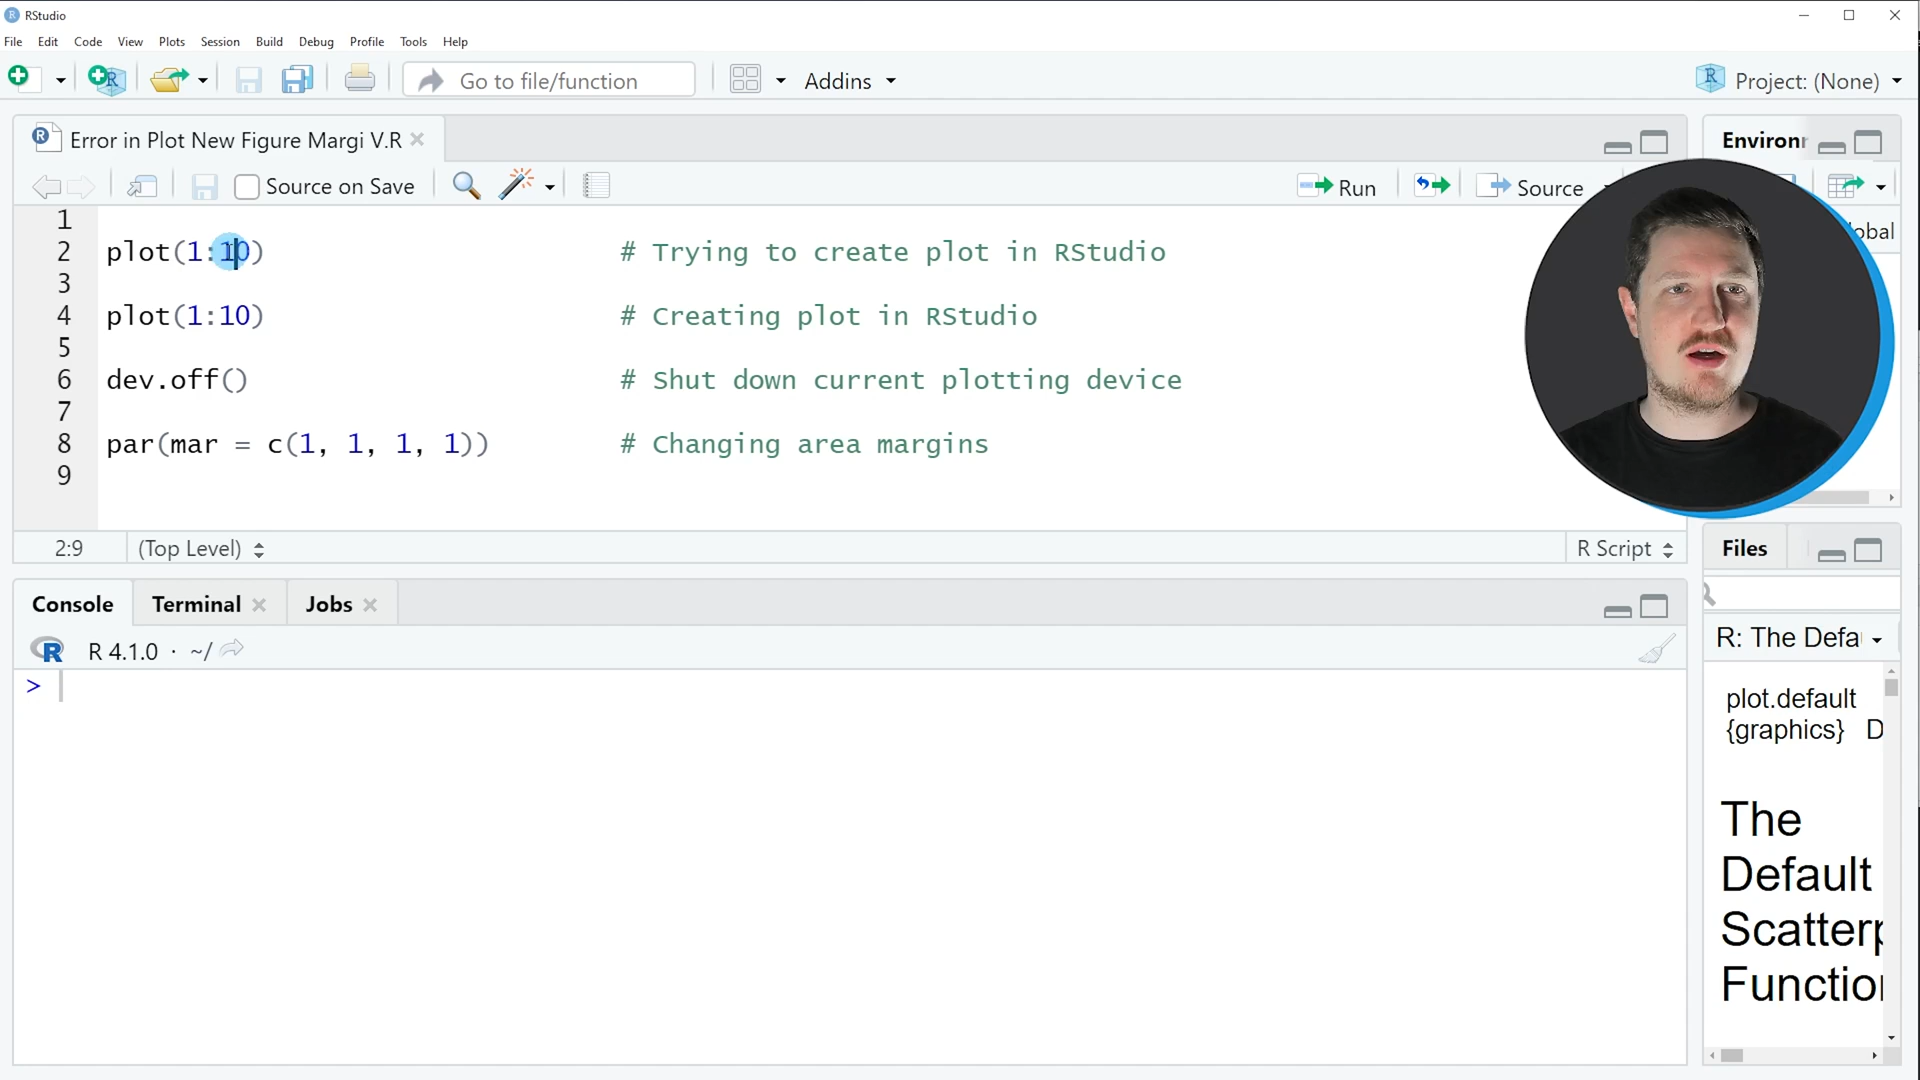 RStudio
File Edit Code View Plots Session Build Debug Profile Tools Help
Go to file/function Addins Project: (None)
Error in Plot New Figure Margi V.R
Source on Save Run Source
1
2 plot(1:10) # Trying to create plot in RStudio
3
4 plot(1:10) # Creating plot in RStudio
5
6 dev.off() # Shut down current plotting device
7
8 par(mar = c(1, 1, 1, 1)) # Changing area margins
9
2:9 (Top Level) R Script
Console Terminal Jobs
R 4.1.0 · ~/
>
Environ
obal
Files
R: The Defa
plot.default
{graphics} D
The
Default
Scatterp
Function